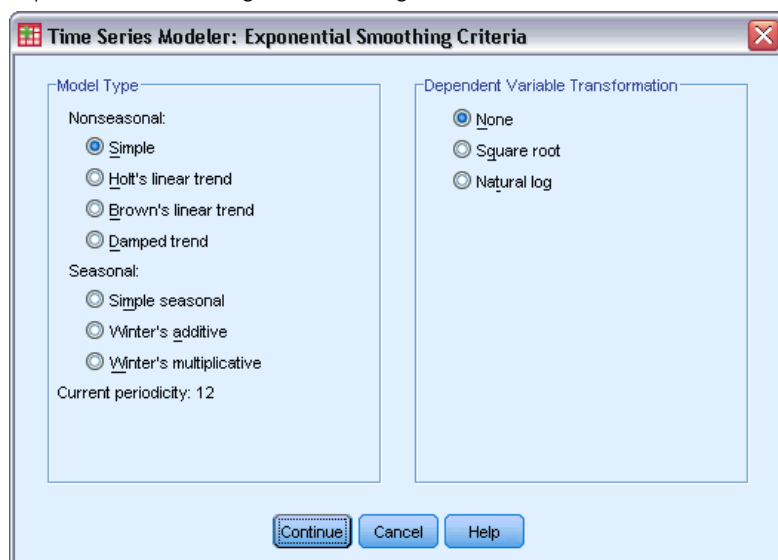 Time Series Modeler: Exponential Smoothing Criteria
Model Type
Nonseasonal:
Simple
Holt's linear trend
Brown's linear trend
Damped trend
Seasonal:
Simple seasonal
Winter's additive
Winter's multiplicative
Current periodicity: 12
Dependent Variable Transformation
None
Square root
Natural log
Continue
Cancel
Help